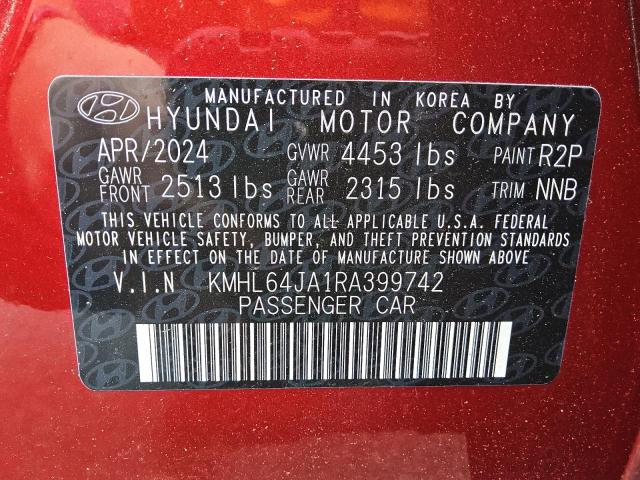 MANUFACTURED IN KOREA BY
HYUNDAI MOTOR COMPANY
APR/2024 GVWR 4453 lbs PAINT R2P
GAWR FRONT 2513 lbs GAWR REAR 2315 lbs TRIM NNB
THIS VEHICLE CONFORMS TO ALL APPLICABLE U.S.A. FEDERAL
MOTOR VEHICLE SAFETY, BUMPER, AND THEFT PREVENTION STANDARDS
IN EFFECT ON THE DATE OF MANUFACTURE SHOWN ABOVE
V.I.N KMHL64JA1RA399742
PASSENGER CAR